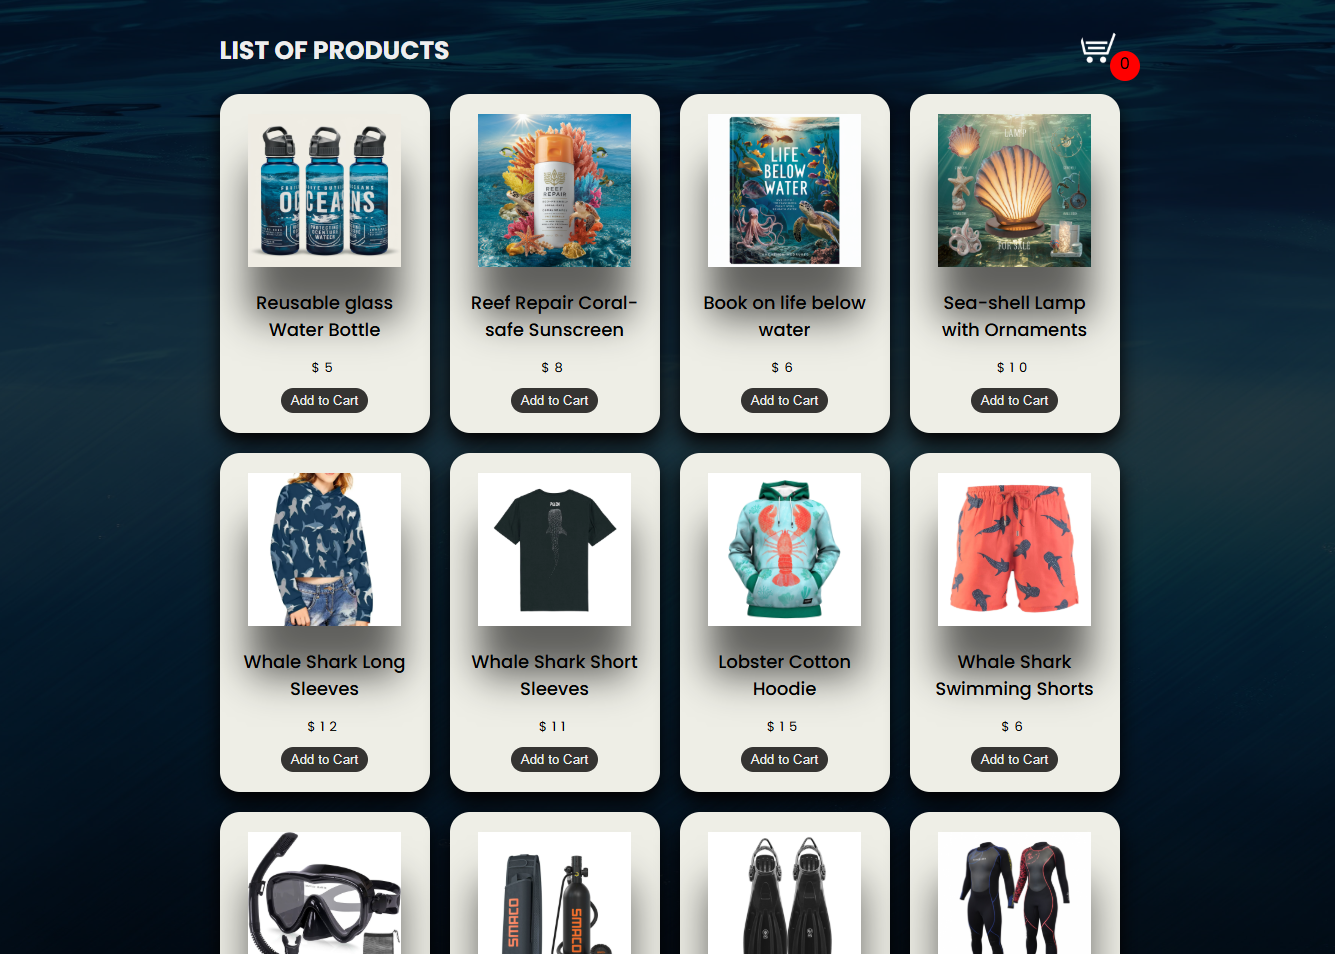 LIST OF PRODUCTS
0
OCEANS
REEF
REPAIR
LIFE
BELOW
WATER
LAMP
FOR SALE
Reusable glass
Water Bottle
Reef Repair Coral-
safe Sunscreen
Book on life below
water
Sea-shell Lamp
with Ornaments
$5
$8
$6
$10
Add to Cart
Add to Cart
Add to Cart
Add to Cart
Whale Shark Long
Sleeves
Whale Shark Short
Sleeves
Lobster Cotton
Hoodie
Whale Shark
Swimming Shorts
$12
$11
$15
$6
Add to Cart
Add to Cart
Add to Cart
Add to Cart
SMACO
SMACO